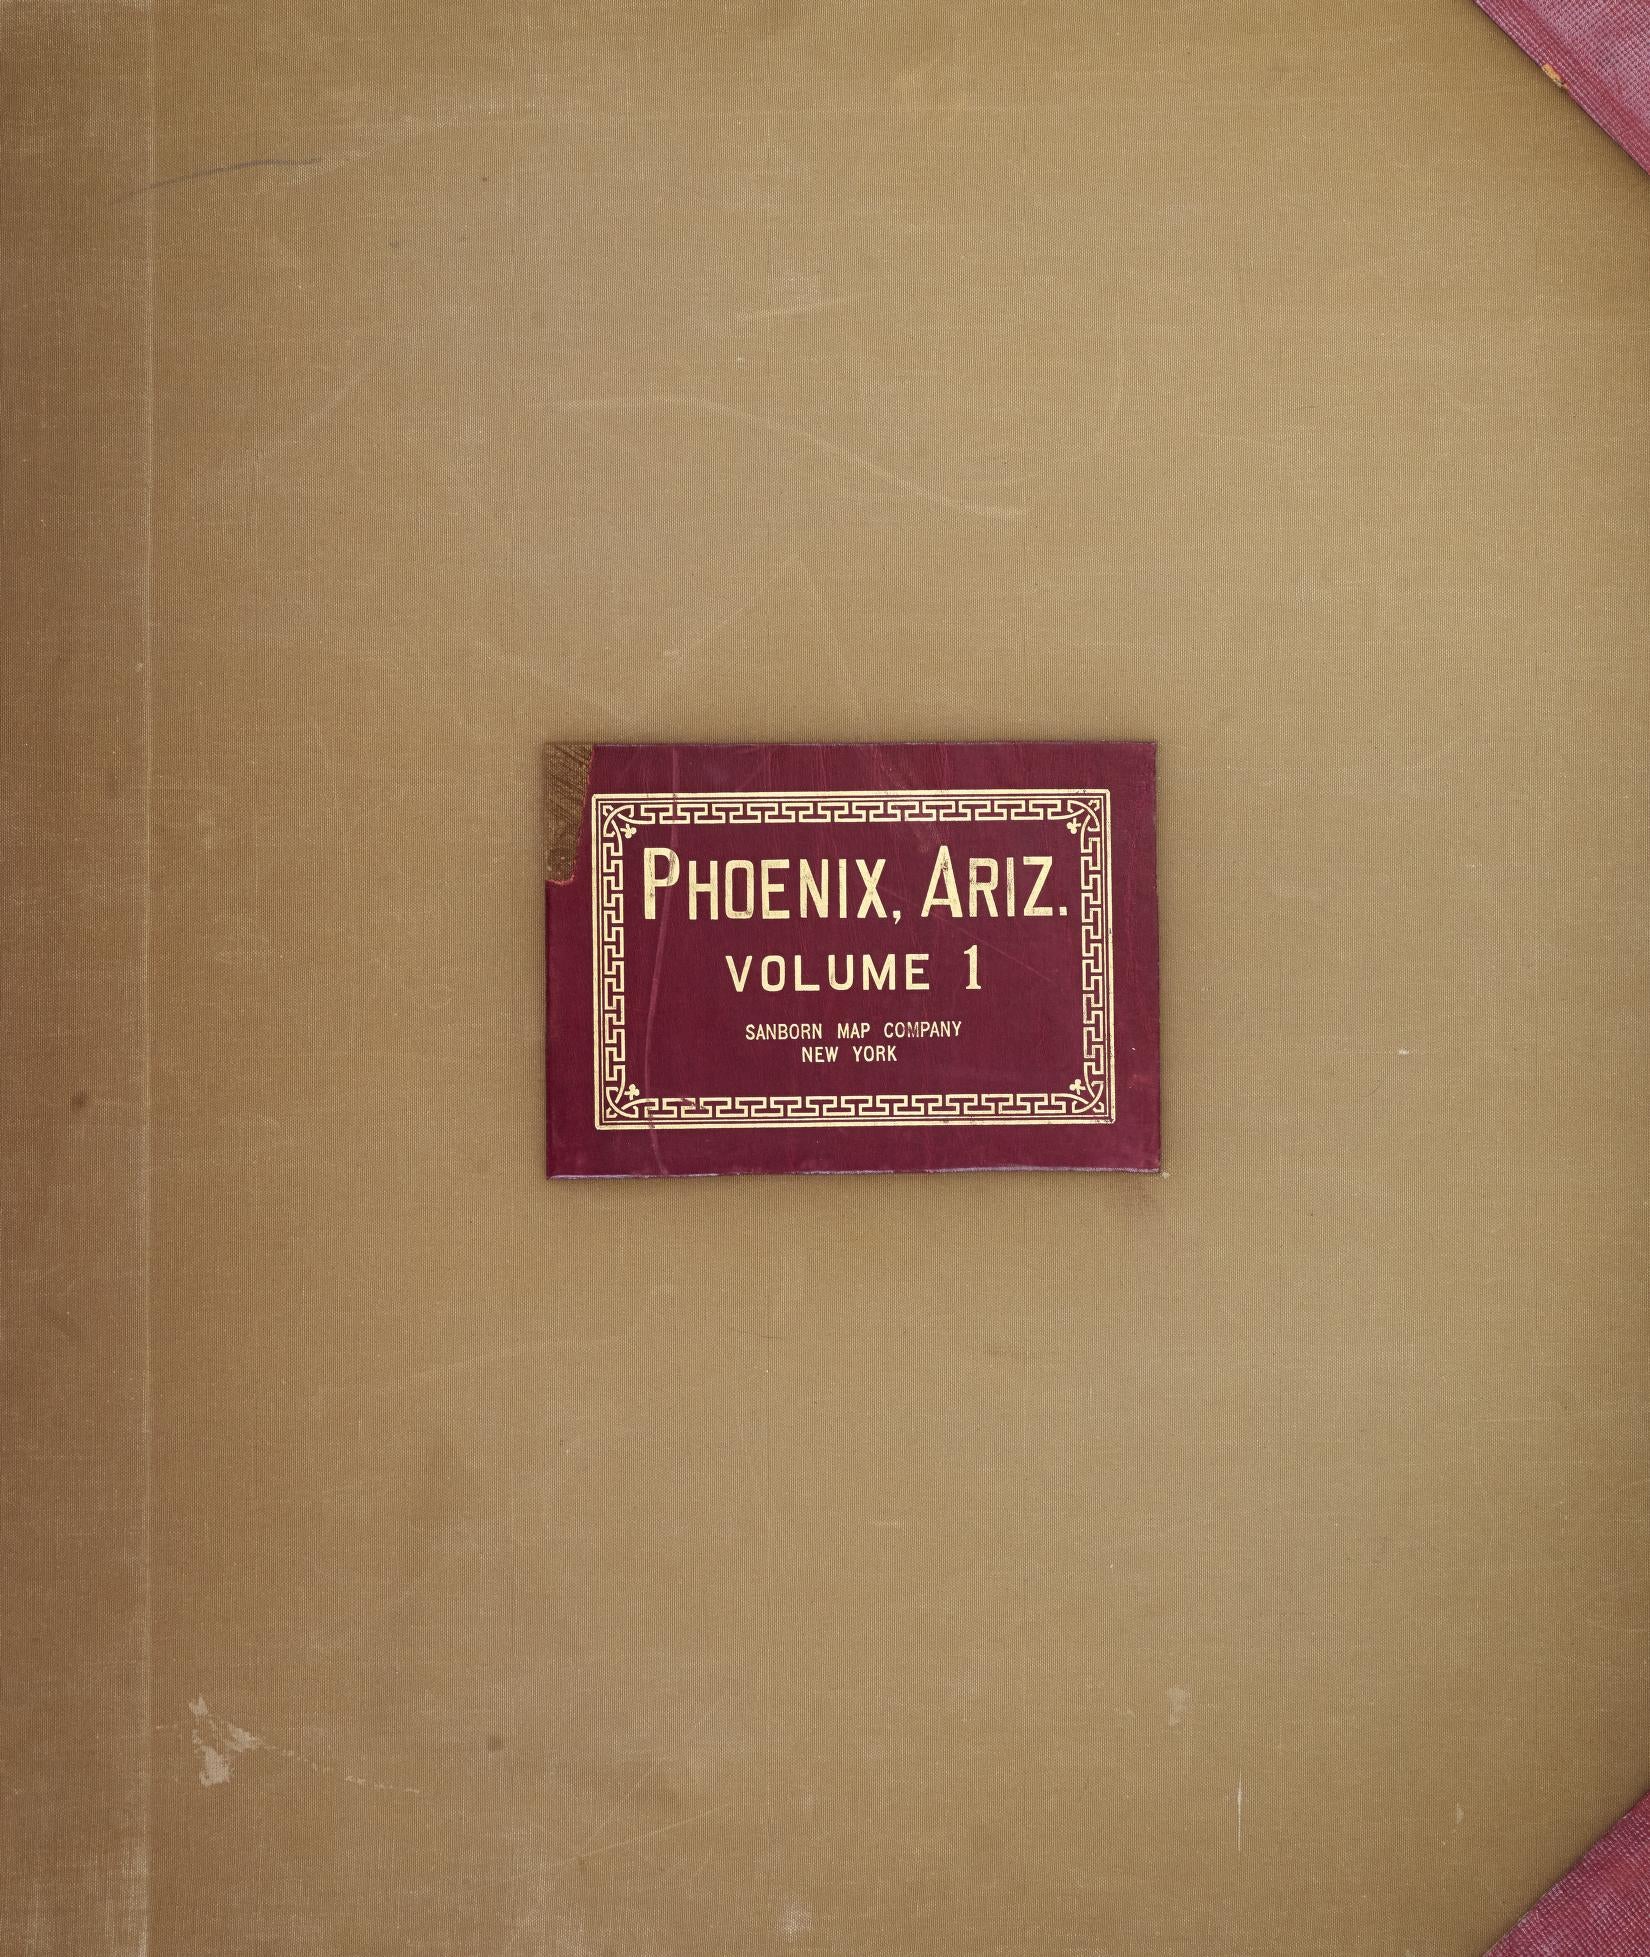 PHOENIX, ARIZ.
VOLUME 1
SANBORN MAP COMPANY
NEW YORK